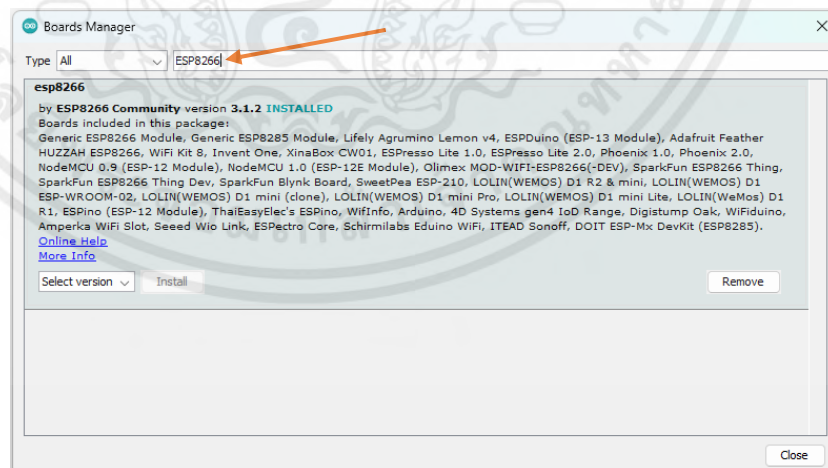 Boards Manager
Type All ESP8266
esp8266
by ESP8266 Community version 3.1.2 INSTALLED
Boards included in this package:
Generic ESP8266 Module, Generic ESP8285 Module, Lifely Agrumino Lemon v4, ESPDuino (ESP-13 Module), Adafruit Feather
HUZZAH ESP8266, WiFi Kit 8, Invent One, XinaBox CW01, ESPresso Lite 1.0, ESPresso Lite 2.0, Phoenix 1.0, Phoenix 2.0,
NodeMCU 0.9 (ESP-12 Module), NodeMCU 1.0 (ESP-12E Module), Olimex MOD-WIFI-ESP8266(-DEV), SparkFun ESP8266 Thing,
SparkFun ESP8266 Thing Dev, SparkFun Blynk Board, SweetPea ESP-210, LOLIN(WEMOS) D1 R2 & mini, LOLIN(WEMOS) D1
ESP-WROOM-02, LOLIN(WEMOS) D1 mini (clone), LOLIN(WEMOS) D1 mini Pro, LOLIN(WEMOS) D1 mini Lite, LOLIN(WeMos) D1
R1, ESPino (ESP-12 Module), ThaiEasyElec's ESPino, WifInfo, Arduino, 4D Systems gen4 IoD Range, Digistump Oak, WiFiduino,
Amperka WiFi Slot, Seeed Wio Link, ESPectro Core, Schirmilabs Eduino WiFi, ITEAD Sonoff, DOIT ESP-Mx DevKit (ESP8285).
Online Help
More Info
Select version Install Remove
Close